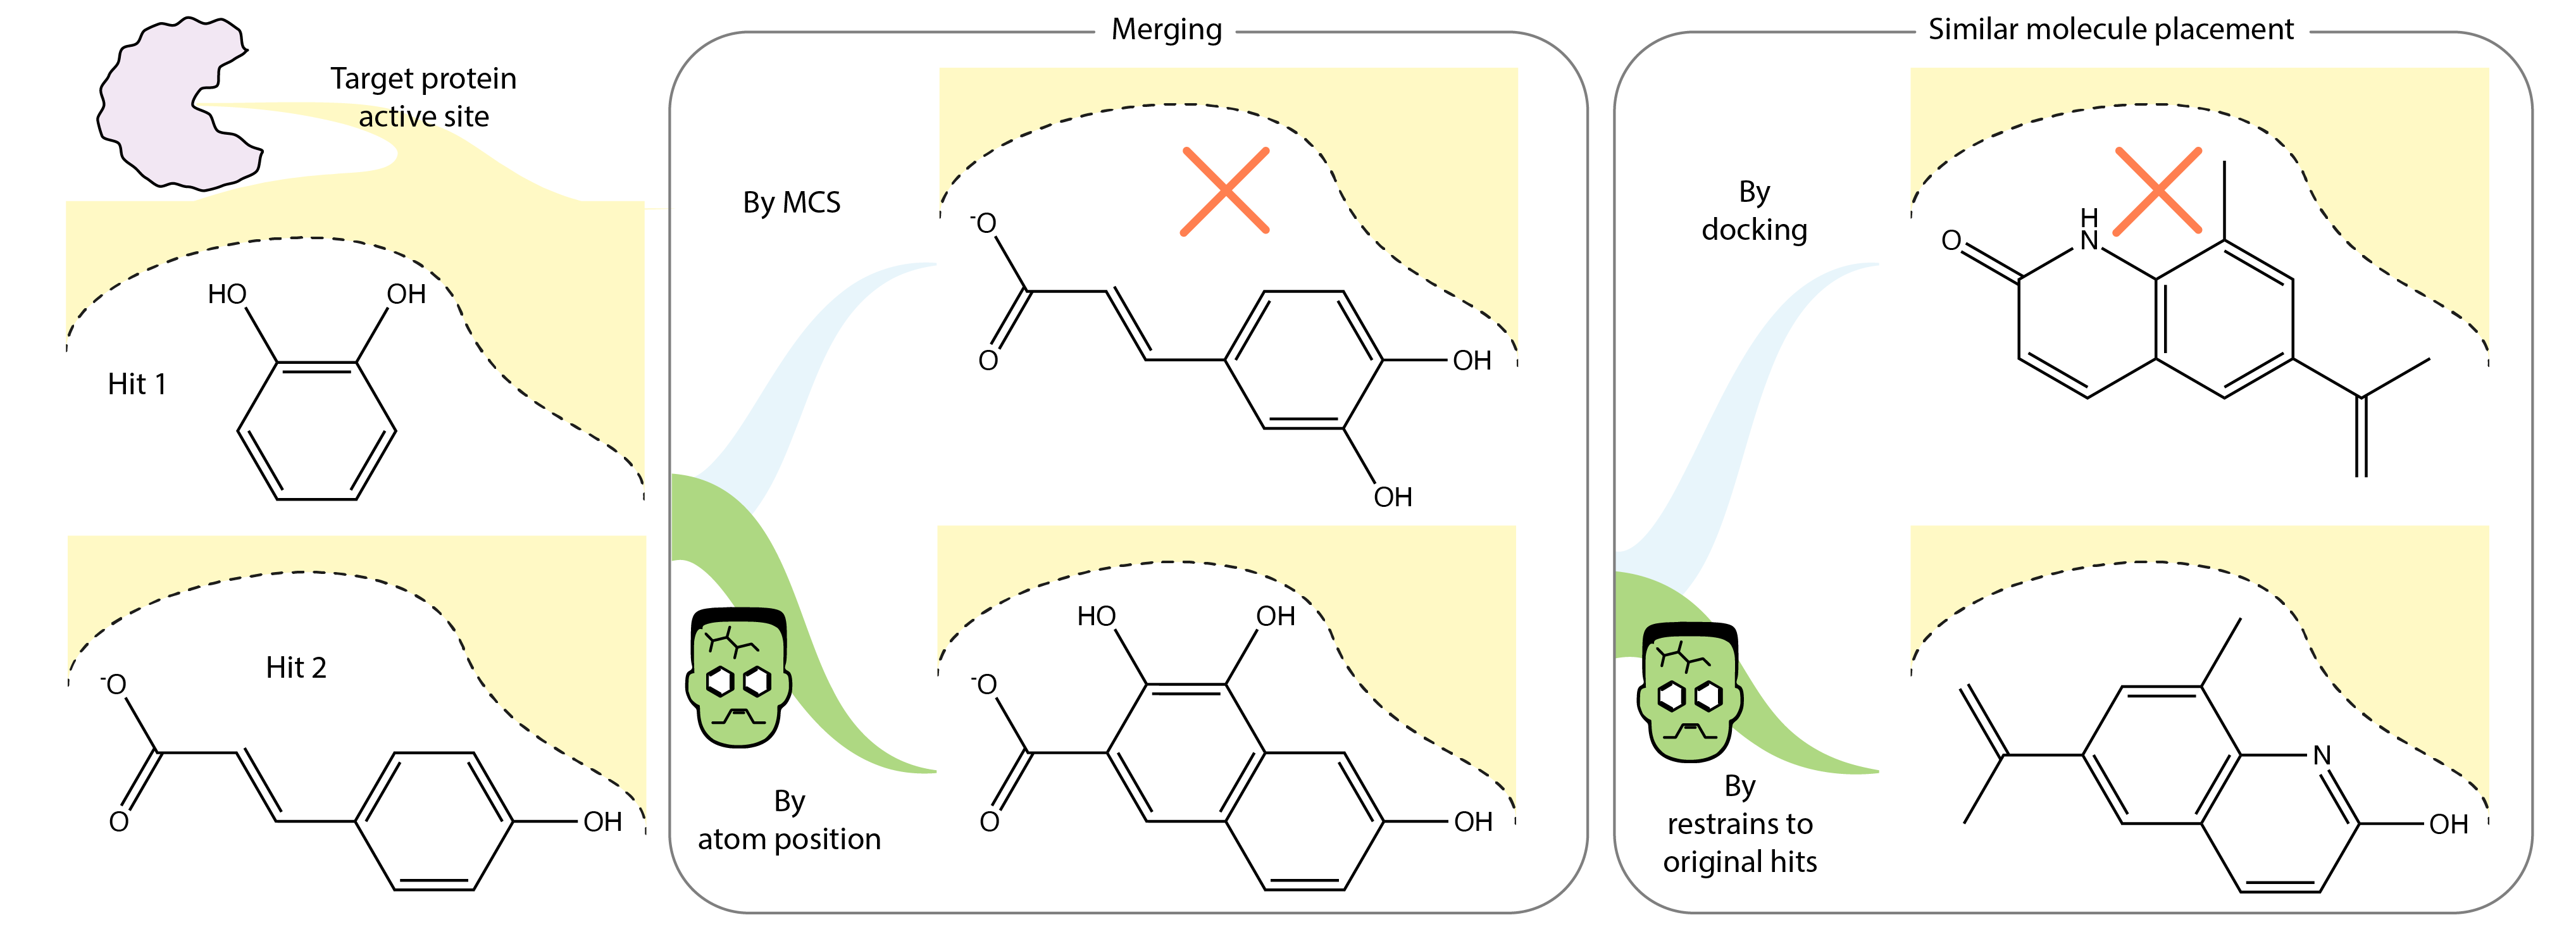 Target protein
active site
HO
OH
Hit 1
Hit 2
-O
O
OH
Merging
By MCS
-O
O
OH
OH
By
atom position
HO
OH
-O
O
OH
Similar molecule placement
By
docking
O
H
N
By
restrains to
original hits
N
OH